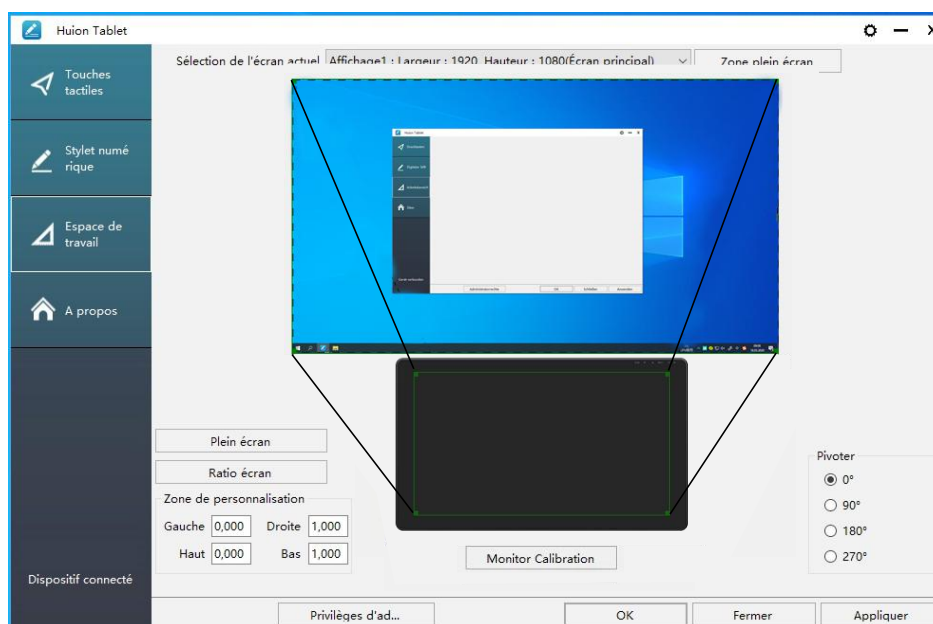 Huion Tablet
Sélection de l'écran actuel Affichage1 : Largeur : 1920 Hauteur : 1080(Écran principal) Zone plein écran
Touches
tactiles
Stylet numé
rique
Espace de
travail
A propos
Dispositif connecté
Huion Tablet
Plein écran
Ratio écran
Zone de personnalisation
Gauche 0,000 Droite 1,000
Haut 0,000 Bas 1,000
Monitor Calibration
Pivoter
0°
90°
180°
270°
Privilèges d'ad...
OK
Fermer
Appliquer